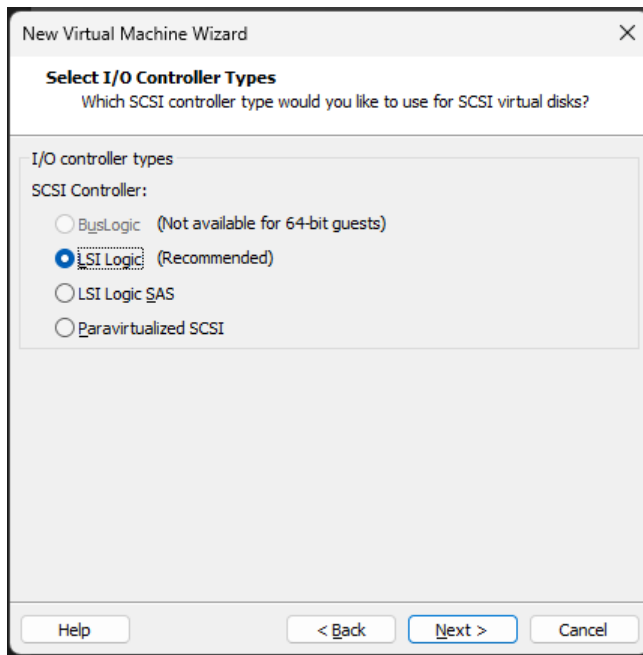 New Virtual Machine Wizard
Select I/O Controller Types
Which SCSI controller type would you like to use for SCSI virtual disks?
I/O controller types
SCSI Controller:
BusLogic (Not available for 64-bit guests)
LSI Logic (Recommended)
LSI Logic SAS
Paravirtualized SCSI
Help < Back Next > Cancel